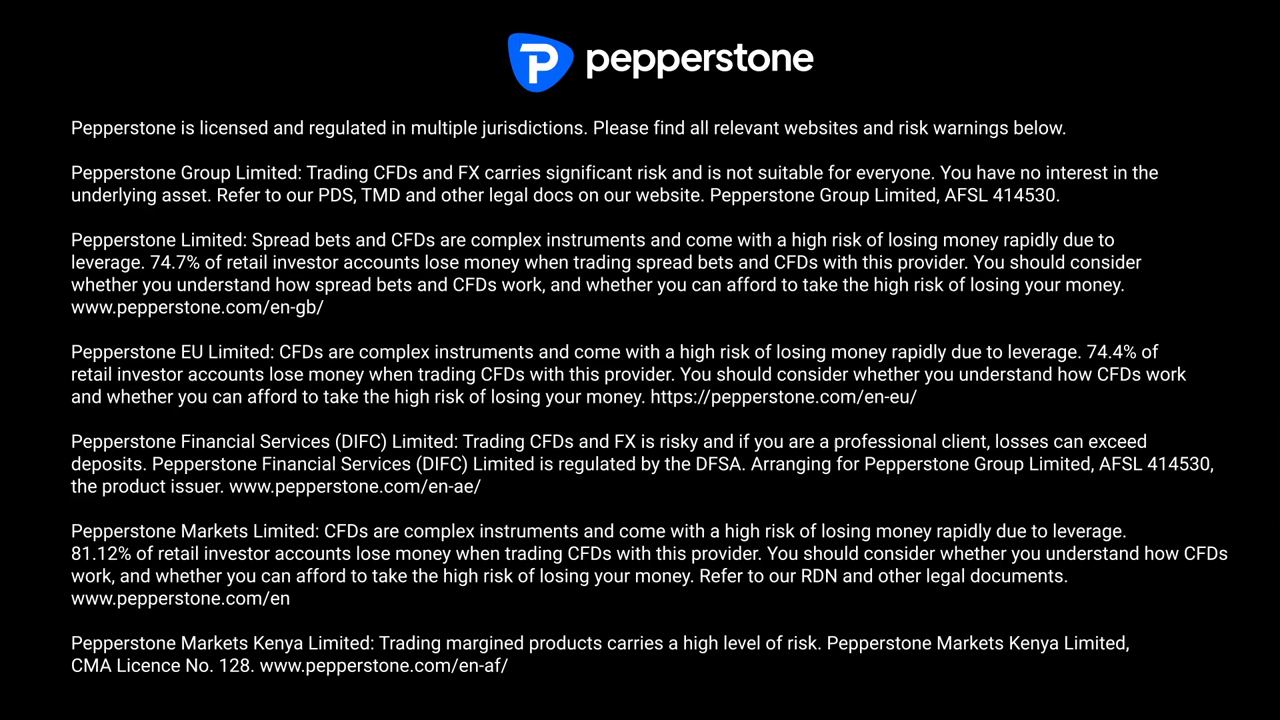 pepperstone
Pepperstone is licensed and regulated in multiple jurisdictions. Please find all relevant websites and risk warnings below.
Pepperstone Group Limited: Trading CFDs and FX carries significant risk and is not suitable for everyone. You have no interest in the
underlying asset. Refer to our PDS, TMD and other legal docs on our website. Pepperstone Group Limited, AFSL 414530.
Pepperstone Limited: Spread bets and CFDs are complex instruments and come with a high risk of losing money rapidly due to
leverage. 74.7% of retail investor accounts lose money when trading spread bets and CFDs with this provider. You should consider
whether you understand how spread bets and CFDs work, and whether you can afford to take the high risk of losing your money.
www.pepperstone.com/en-gb/
Pepperstone EU Limited: CFDs are complex instruments and come with a high risk of losing money rapidly due to leverage. 74.4% of
retail investor accounts lose money when trading CFDs with this provider. You should consider whether you understand how CFDs work
and whether you can afford to take the high risk of losing your money. https://pepperstone.com/en-eu/
Pepperstone Financial Services (DIFC) Limited: Trading CFDs and FX is risky and if you are a professional client, losses can exceed
deposits. Pepperstone Financial Services (DIFC) Limited is regulated by the DFSA. Arranging for Pepperstone Group Limited, AFSL 414530,
the product issuer. www.pepperstone.com/en-ae/
Pepperstone Markets Limited: CFDs are complex instruments and come with a high risk of losing money rapidly due to leverage.
81.12% of retail investor accounts lose money when trading CFDs with this provider. You should consider whether you understand how CFDs
work, and whether you can afford to take the high risk of losing your money. Refer to our RDN and other legal documents.
www.pepperstone.com/en
Pepperstone Markets Kenya Limited: Trading margined products carries a high level of risk. Pepperstone Markets Kenya Limited,
CMA Licence No. 128. www.pepperstone.com/en-af/